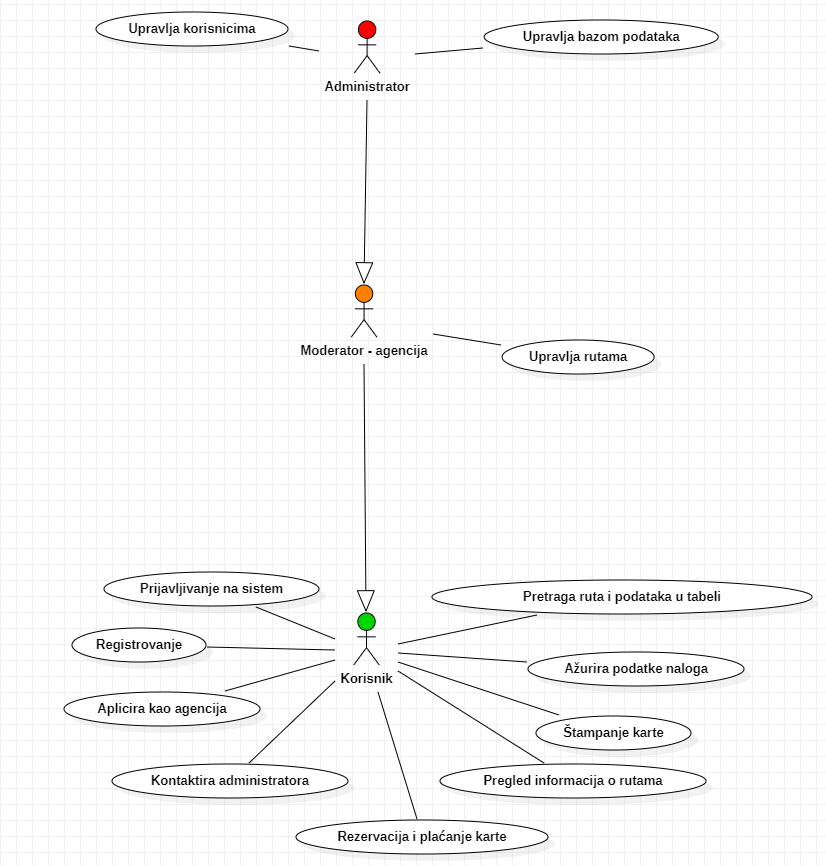 Upravlja korisnicima
Upravlja bazom podataka
Administrator
Moderator - agencija
Upravlja rutama
Prijavljivanje na sistem
Pretraga ruta i podataka u tabeli
Registrovanje
Ažurira podatke naloga
Korisnik
Aplicira kao agencija
Štampanje karte
Kontaktira administratora
Pregled informacija o rutama
Rezervacija i plaćanje karte